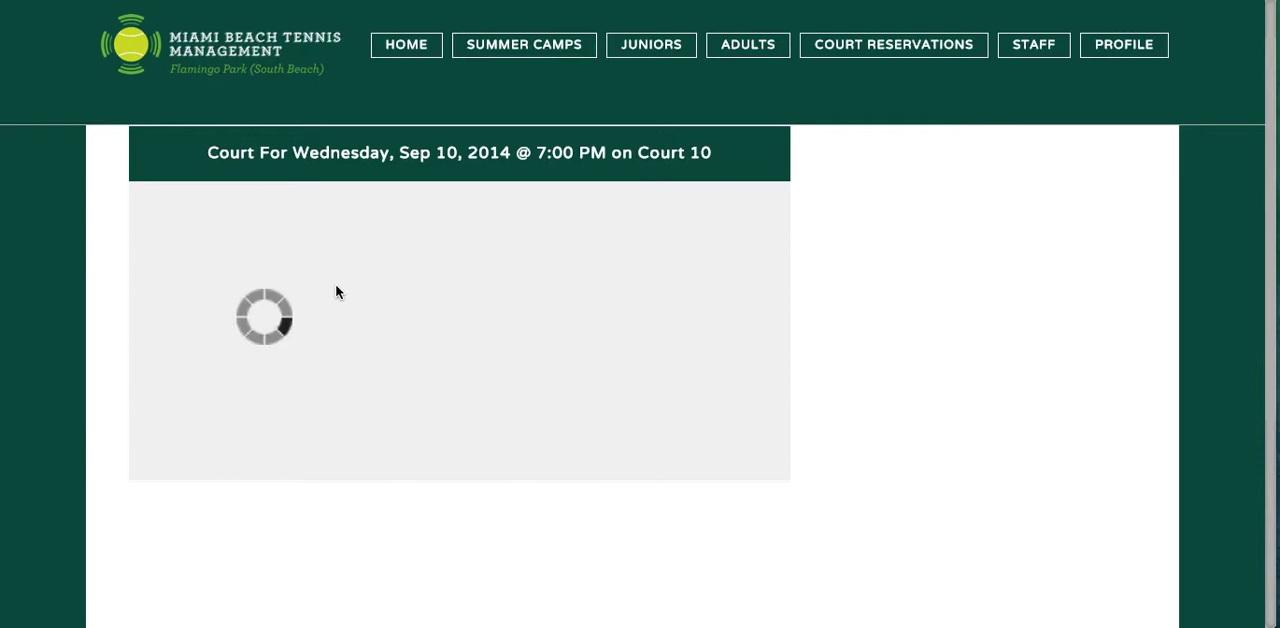 MIAMI BEACH TENNIS
MANAGEMENT
Flamingo Park (South Beach)
HOME
SUMMER CAMPS
JUNIORS
ADULTS
COURT RESERVATIONS
STAFF
PROFILE
Court For Wednesday, Sep 10, 2014 @ 7:00 PM on Court 10